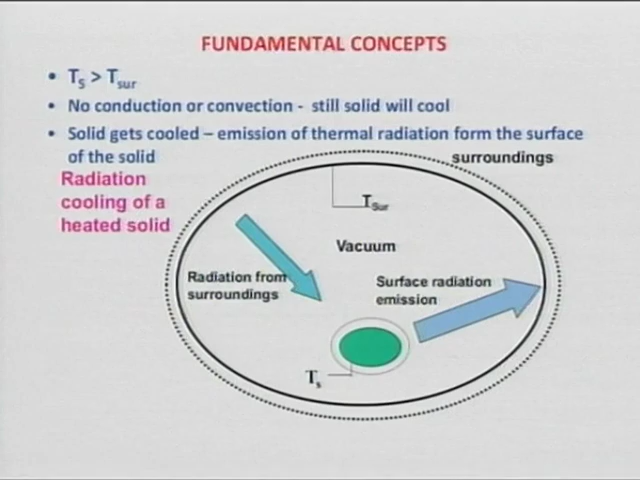 FUNDAMENTAL CONCEPTS
• TS > Tsur
• No conduction or convection - still solid will cool
• Solid gets cooled – emission of thermal radiation form the surface
of the solid
surroundings
Radiation
cooling of a
heated solid
TSur
Vacuum
Radiation from
surroundings
Surface radiation
emission
Ts